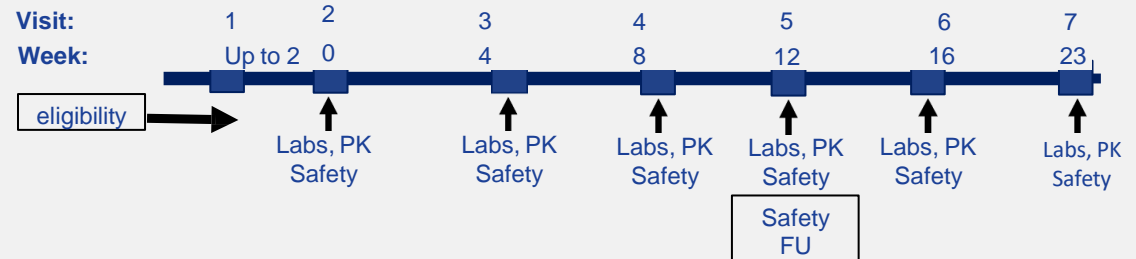 Visit: 1 2 3 4 5 6 7
Week: Up to 2 0 4 8 12 16 23
eligibility
Labs, PK Labs, PK Labs, PK Labs, PK Labs, PK Labs, PK
Safety Safety Safety Safety Safety Safety
Safety
FU